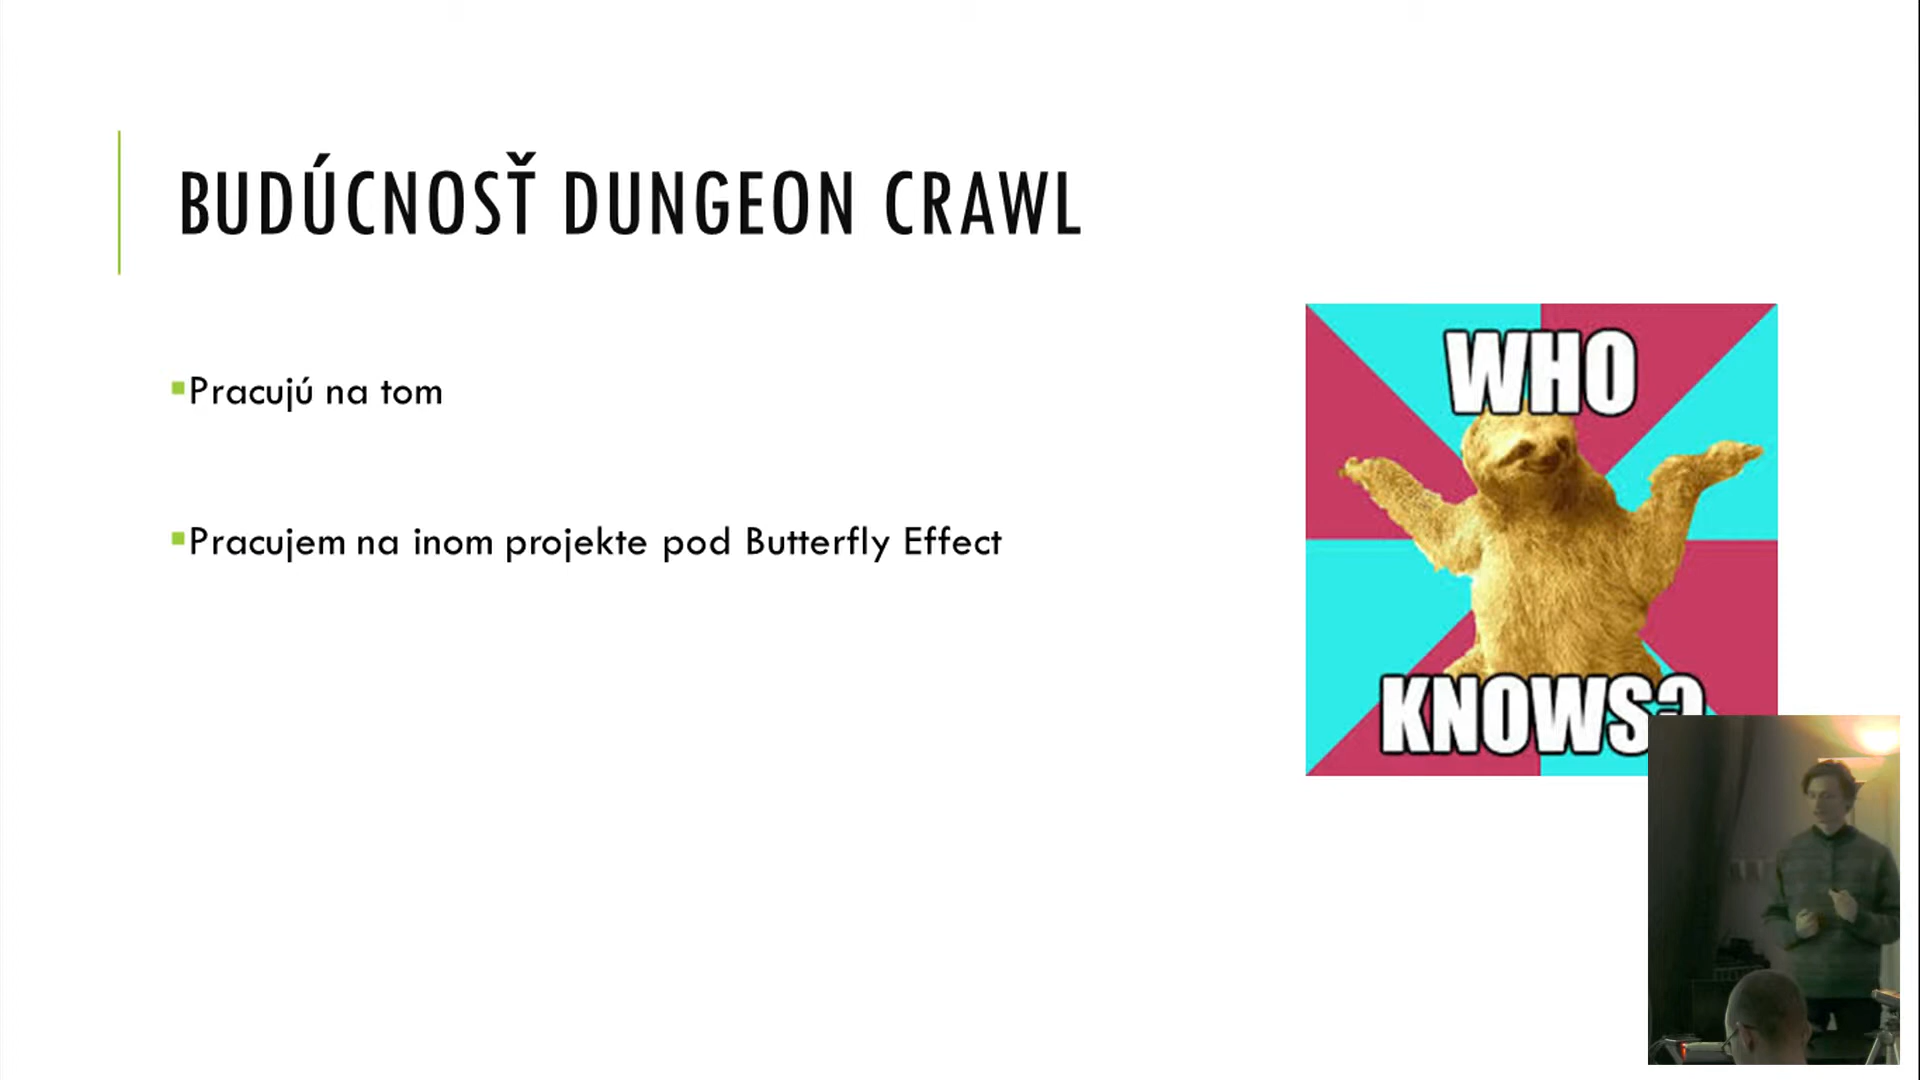 BUDÚCNOSŤ DUNGEON CRAWL
Pracujú na tom
Pracujem na inom projekte pod Butterfly Effect
WHO
KNOWS?